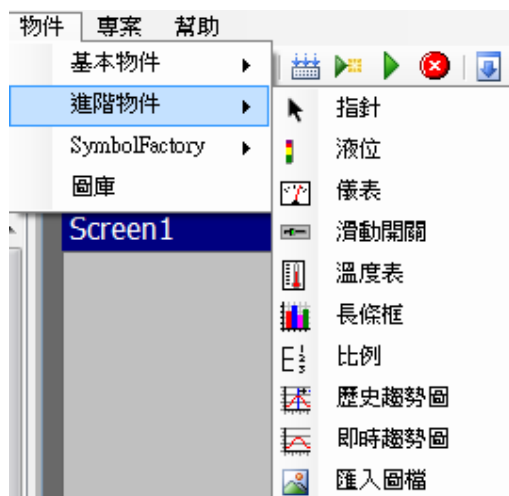 物件 專案 幫助
基本物件
進階物件
SymbolFactory
圖庫
Screen1
指針
液位
儀表
滑動開關
溫度表
長條框
比例
歷史趨勢圖
即時趨勢圖
匯入圖檔